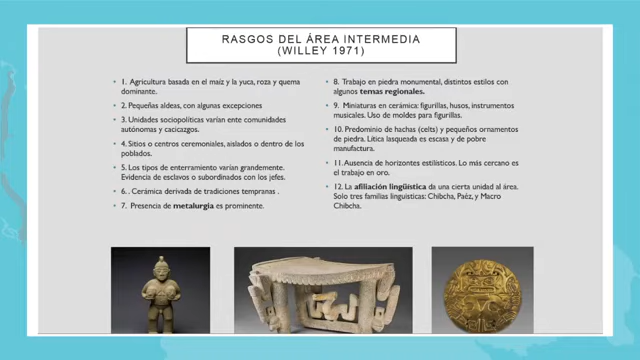 RASGOS DEL ÁREA INTERMEDIA
(WILLEY 1971)
• 1. Agricultura basada en el maíz y la yuca, roza y quema
dominante.
• 2. Pequeñas aldeas, con algunas excepciones
• 3. Unidades sociopolíticas varían ente comunidades
autónomas y cacicazgos.
• 4. Sitios o centros ceremoniales, aislados o dentro de los
poblados.
• 5. Los tipos de enterramiento varían grandemente.
Evidencia de esclavos o subordinados con los jefes.
• 6. . Cerámica derivada de tradiciones tempranas .
• 7. Presencia de metalurgia es prominente.
• 8. Trabajo en piedra monumental, distintos estilos con
algunos temas regionales.
• 9. Miniaturas en cerámica: figurillas, husos, instrumentos
musicales. Uso de moldes para figurillas.
• 10. Predominio de hachas (celts) y pequeños ornamentos
de piedra. Lítica lasqueada es escasa y de pobre
manufactura.
• 11. Ausencia de horizontes estilísticos. Lo más cercano es
el trabajo en oro.
• 12. La afiliación lingüística da una cierta unidad al área.
Solo tres familias linguisticas: Chibcha, Paéz, y Macro
Chibcha.